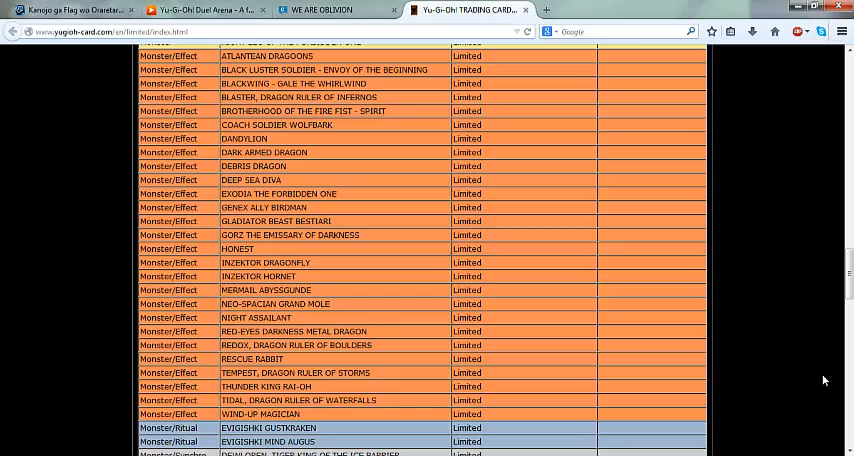 Kanojo ga Flag wo Oraretar...
Yu-Gi-Oh! Duel Arena - A f...
WE ARE OBLIVION
Yu-Gi-Oh! TRADING CARD...
www.yugioh-card.com/en/limited/index.html
Google
Monster/Effect ATLANTEAN DRAGOONS Limited
Monster/Effect BLACK LUSTER SOLDIER - ENVOY OF THE BEGINNING Limited
Monster/Effect BLACKWING - GALE THE WHIRLWIND Limited
Monster/Effect BLASTER, DRAGON RULER OF INFERNOS Limited
Monster/Effect BROTHERHOOD OF THE FIRE FIST - SPIRIT Limited
Monster/Effect COACH SOLDIER WOLFBARK Limited
Monster/Effect DANDYLION Limited
Monster/Effect DARK ARMED DRAGON Limited
Monster/Effect DEBRIS DRAGON Limited
Monster/Effect DEEP SEA DIVA Limited
Monster/Effect EXODIA THE FORBIDDEN ONE Limited
Monster/Effect GENEX ALLY BIRDMAN Limited
Monster/Effect GLADIATOR BEAST BESTIARI Limited
Monster/Effect GORZ THE EMISSARY OF DARKNESS Limited
Monster/Effect HONEST Limited
Monster/Effect INZEKTOR DRAGONFLY Limited
Monster/Effect INZEKTOR HORNET Limited
Monster/Effect MERMAIL ABYSSGUNDE Limited
Monster/Effect NEO-SPACIAN GRAND MOLE Limited
Monster/Effect NIGHT ASSAILANT Limited
Monster/Effect RED-EYES DARKNESS METAL DRAGON Limited
Monster/Effect REDOX, DRAGON RULER OF BOULDERS Limited
Monster/Effect RESCUE RABBIT Limited
Monster/Effect TEMPEST, DRAGON RULER OF STORMS Limited
Monster/Effect THUNDER KING RAI-OH Limited
Monster/Effect TIDAL, DRAGON RULER OF WATERFALLS Limited
Monster/Effect WIND-UP MAGICIAN Limited
Monster/Ritual EVIGISHKI GUSTKRAKEN Limited
Monster/Ritual EVIGISHKI MIND AUGUS Limited
Monster/Synchro DEWLOREN, TIGER KING OF THE ICE BARRIER Limited